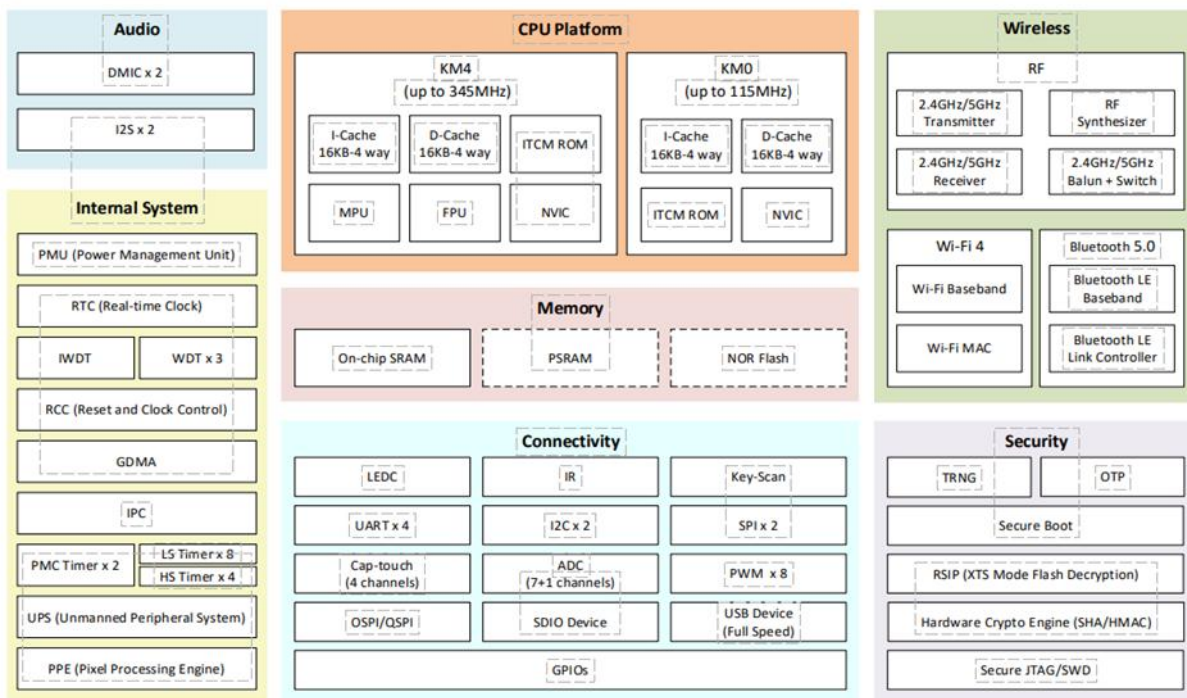 Audio
DMIC x 2
I2S x 2
Internal System
PMU (Power Management Unit)
RTC (Real-time Clock)
IWDT
WDT x 3
RCC (Reset and Clock Control)
GDMA
IPC
PMC Timer x 2
LS Timer x 8
HS Timer x 4
UPS (Unmanned Peripheral System)
PPE (Pixel Processing Engine)
CPU Platform
KM4
(up to 345MHz)
I-Cache
16KB-4 way
D-Cache
16KB-4 way
ITCM ROM
MPU
FPU
NVIC
KM0
(up to 115MHz)
I-Cache
16KB-4 way
D-Cache
16KB-4 way
ITCM ROM
NVIC
Memory
On-chip SRAM
PSRAM
NOR Flash
Connectivity
LEDC
IR
Key-Scan
UART x 4
I2C x 2
SPI x 2
Cap-touch
(4 channels)
ADC
(7+1 channels)
PWM x 8
OSPI/QSPI
SDIO Device
USB Device
(Full Speed)
GPIOs
Wireless
RF
2.4GHz/5GHz
Transmitter
RF
Synthesizer
2.4GHz/5GHz
Receiver
2.4GHz/5GHz
Balun + Switch
Wi-Fi 4
Wi-Fi Baseband
Wi-Fi MAC
Bluetooth 5.0
Bluetooth LE
Baseband
Bluetooth LE
Link Controller
Security
TRNG
OTP
Secure Boot
RSIP (XTS Mode Flash Decryption)
Hardware Crypto Engine (SHA/HMAC)
Secure JTAG/SWD